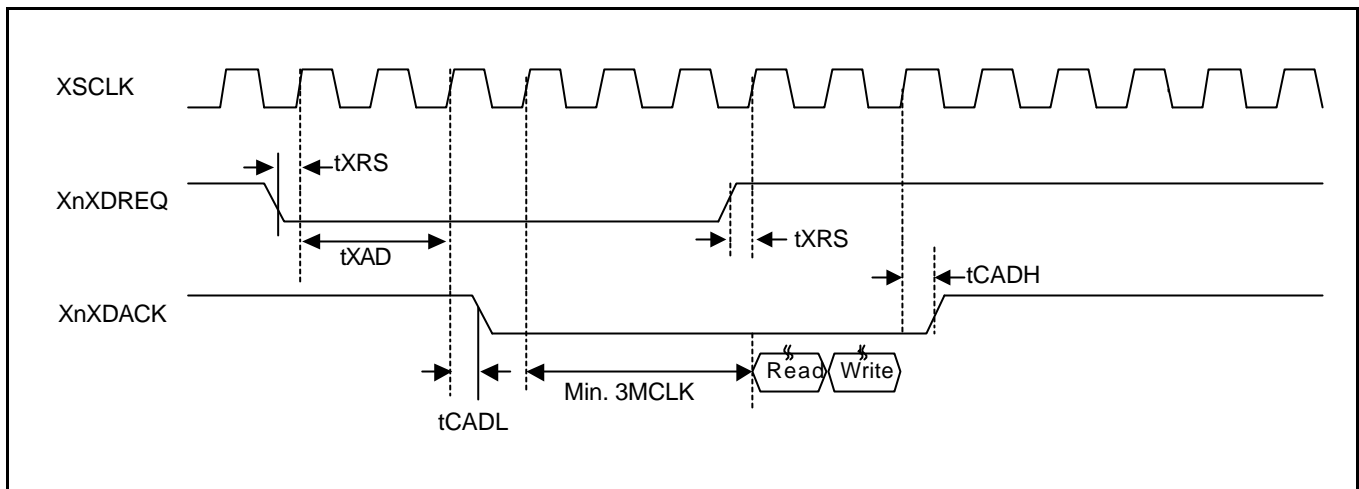 XSCLK
tXRS
XnXDREQ
tXRS
tXAD
tCADH
XnXDACK
Read Write
Min. 3MCLK
tCADL